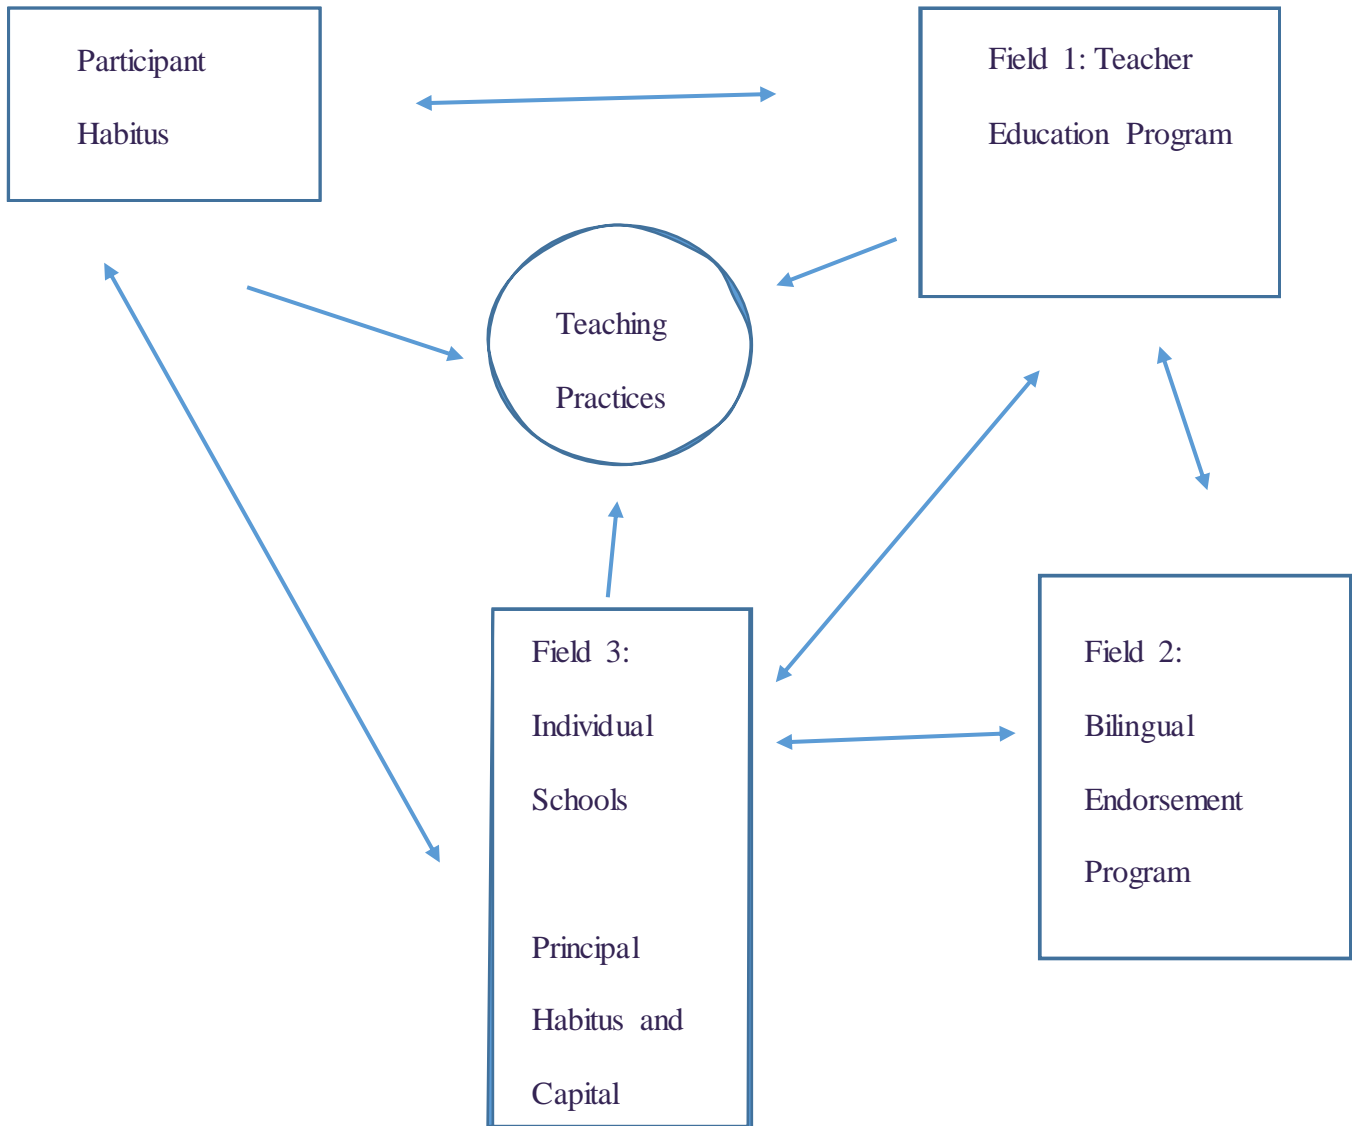 Participant
Habitus
Field 1: Teacher
Education Program
Teaching
Practices
Field 3:
Individual
Schools
Principal
Habitus and
Capital
Field 2:
Bilingual
Endorsement
Program